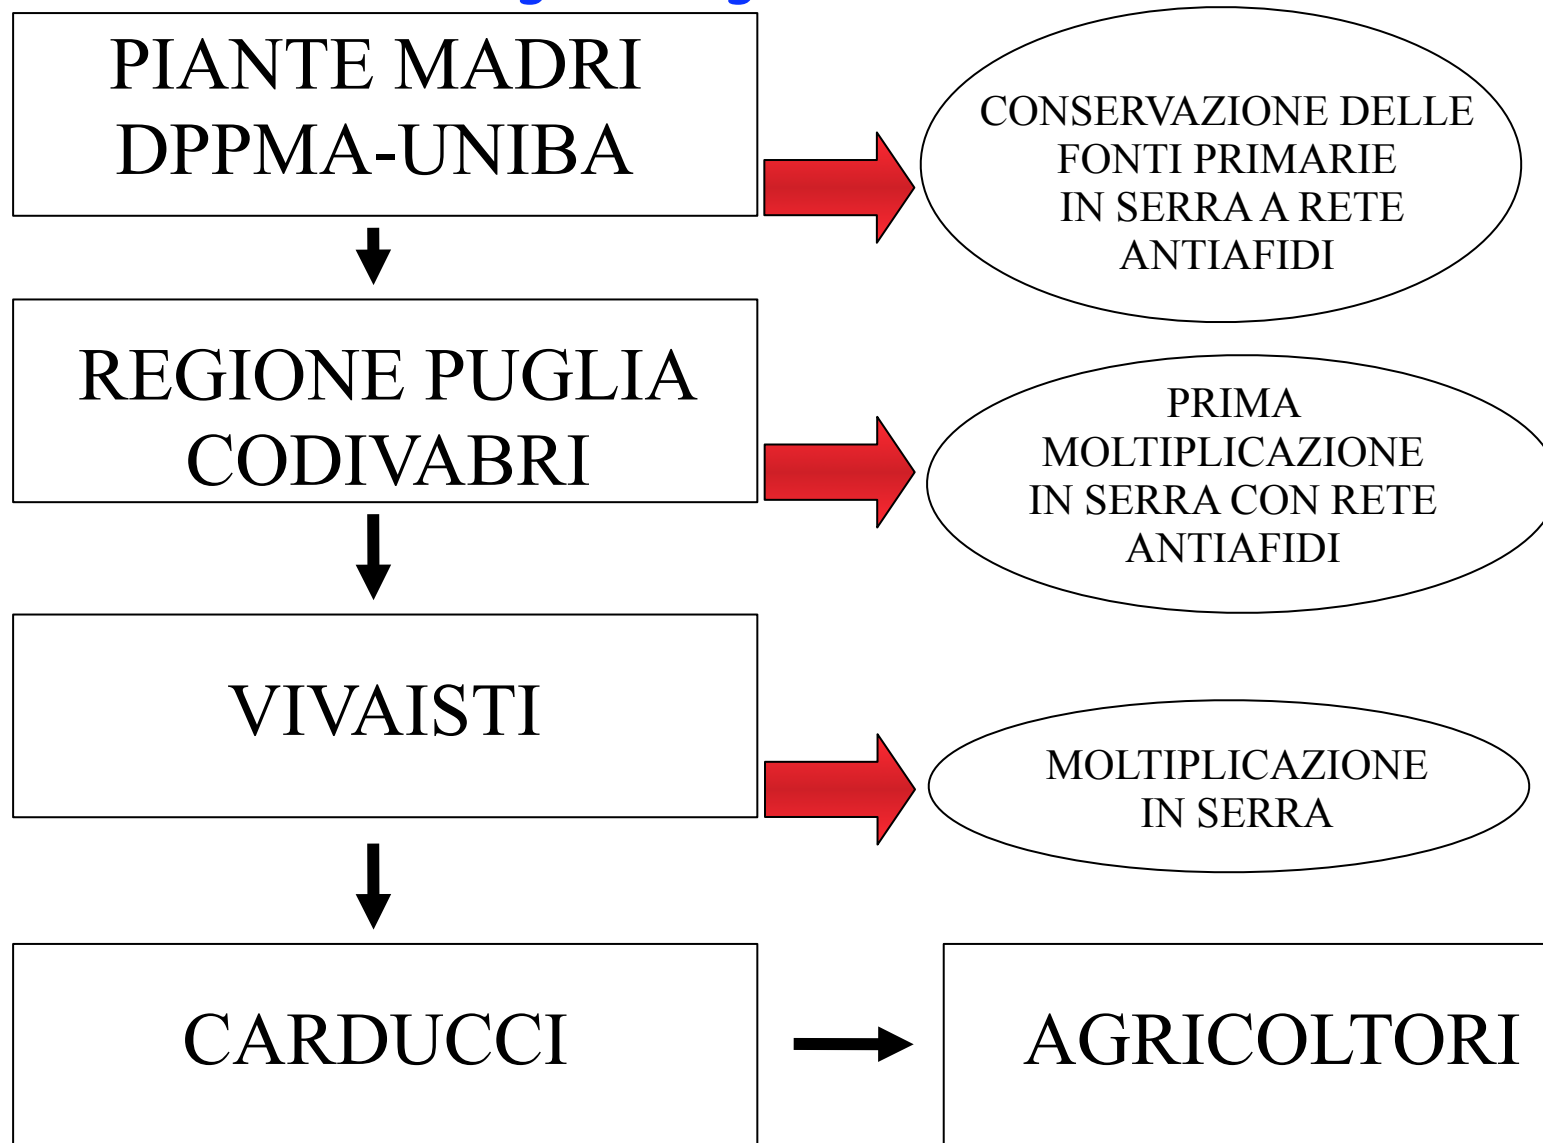 PIANTE MADRI
DPPMA-UNIBA
CONSERVAZIONE DELLE
FONTI PRIMARIE
IN SERRA A RETE
ANTIAFIDI
REGIONE PUGLIA
CODIVABRI
PRIMA
MOLTIPLICAZIONE
IN SERRA CON RETE
ANTIAFIDI
VIVAISTI
MOLTIPLICAZIONE
IN SERRA
CARDUCCI
AGRICOLTORI